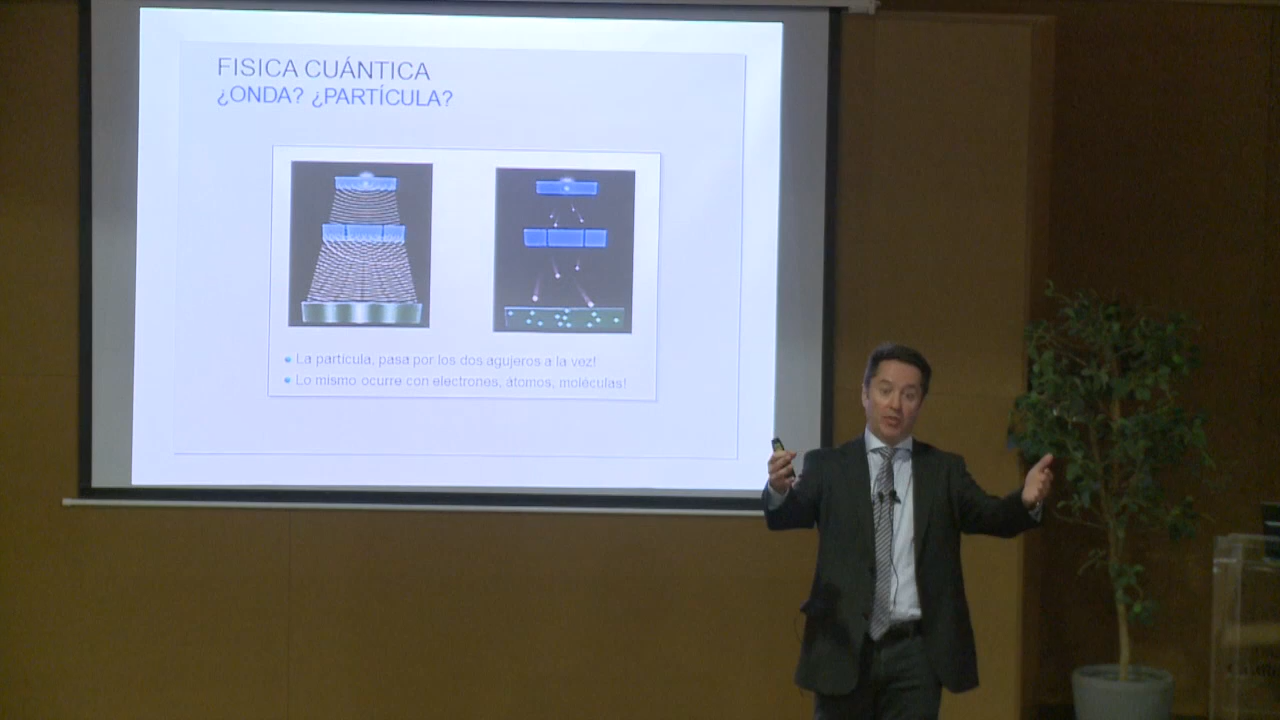 FISICA CUÁNTICA
¿ONDA? ¿PARTÍCULA?
La partícula, pasa por los dos agujeros a la vez!
Lo mismo ocurre con electrones, átomos, moléculas!